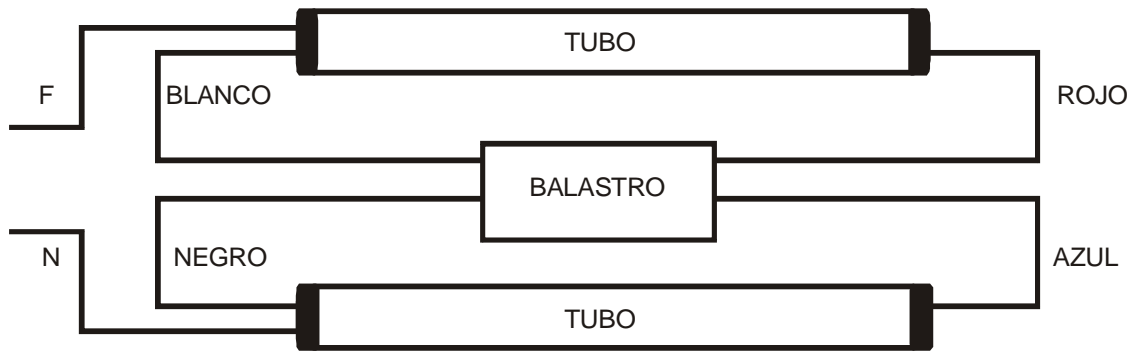 TUBO
F
BLANCO
ROJO
BALASTRO
N
NEGRO
AZUL
TUBO